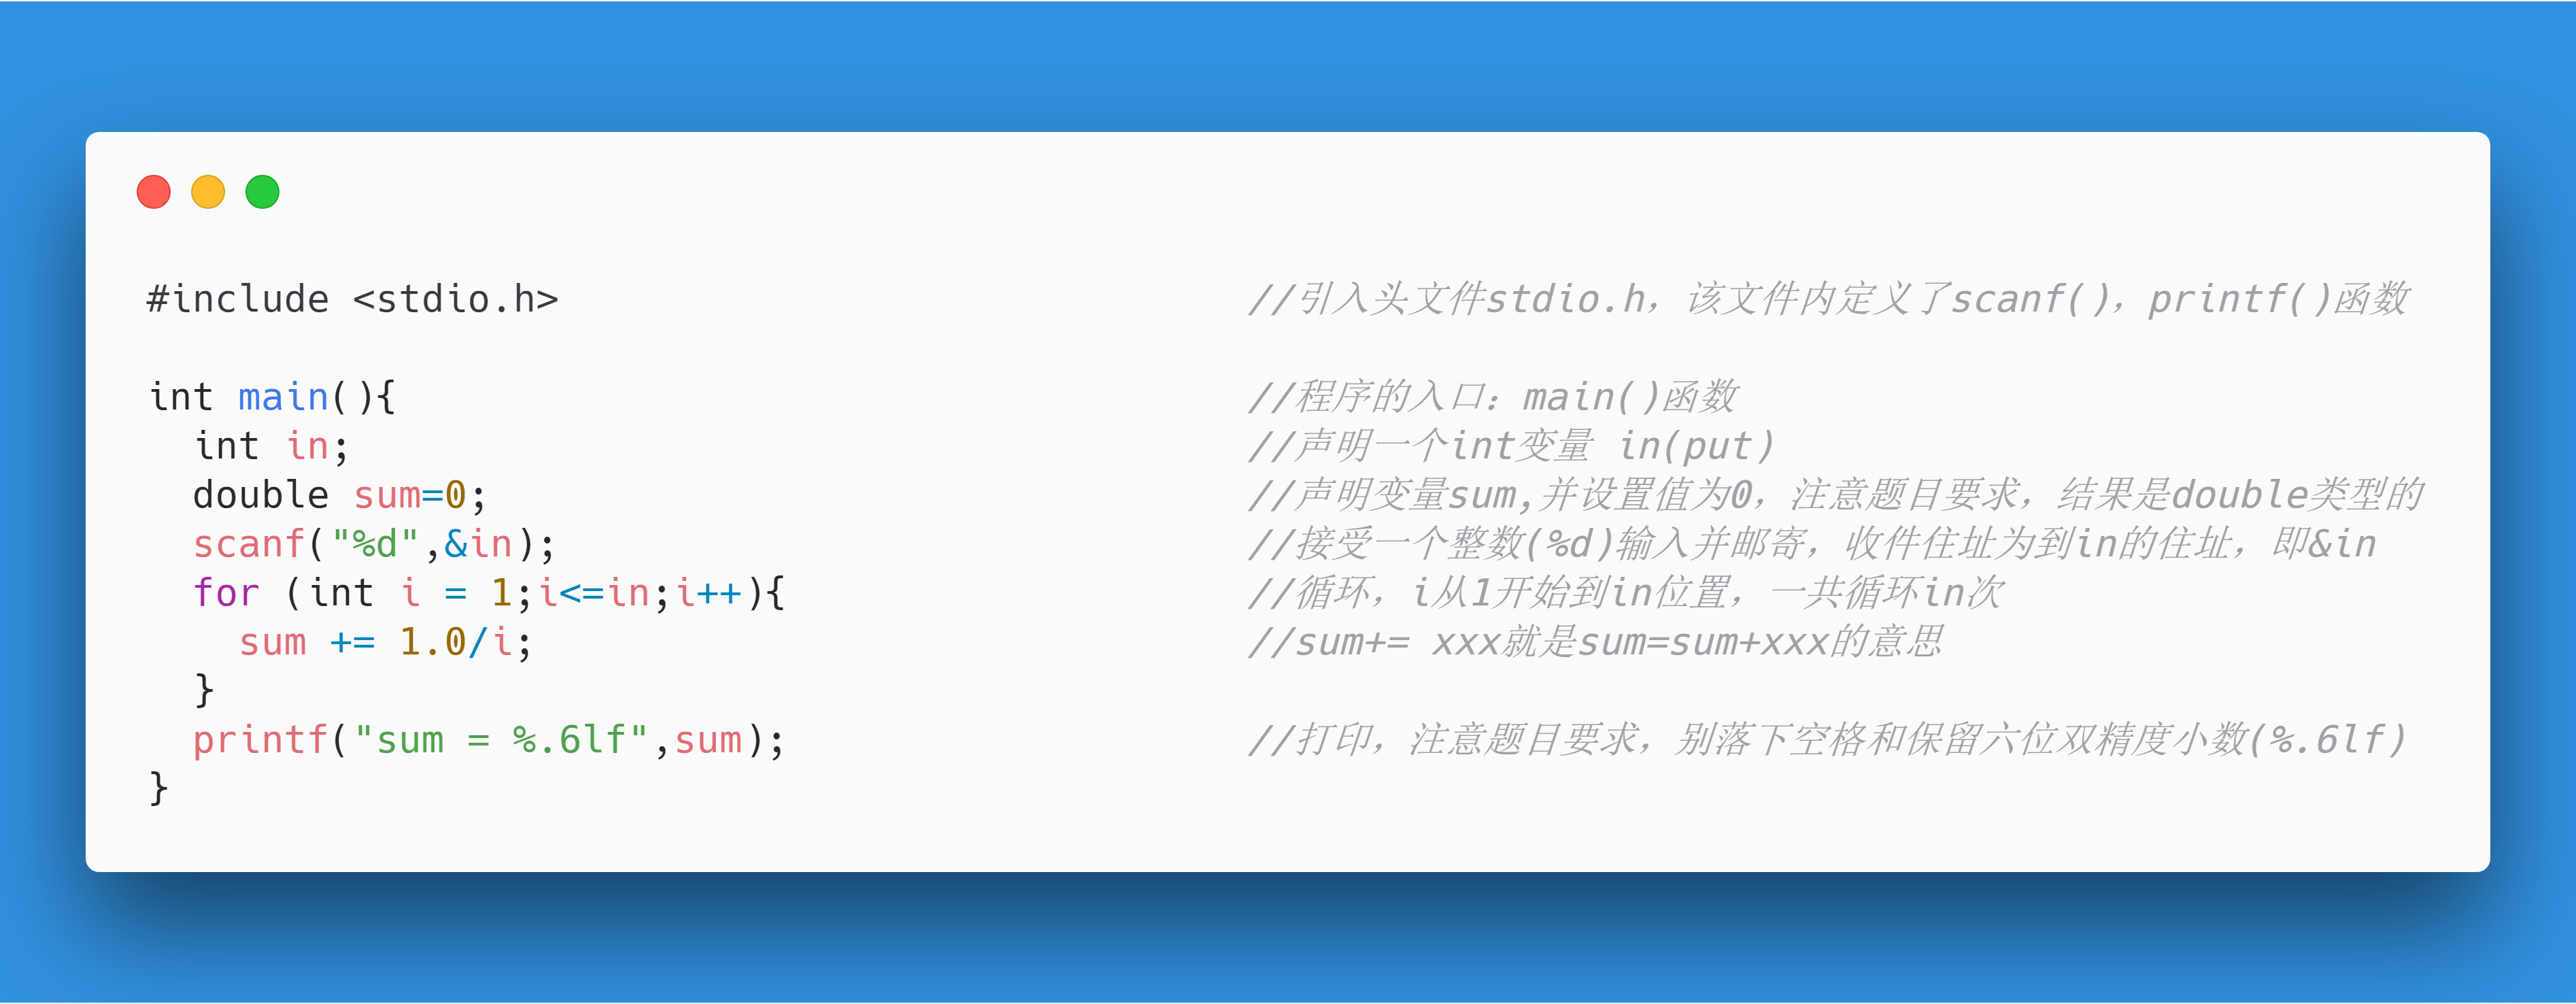 #include <stdio.h> //引入头文件stdio.h，该文件内定义了scanf()，printf()函数
int main(){ //程序的入口：main()函数
int in; //声明一个int变量 in(put)
double sum=0; //声明变量sum,并设置值为0，注意题目要求，结果是double类型的
scanf("%d",&in); //接受一个整数(%d)输入并邮寄，收件住址为到in的住址，即&in
for (int i = 1;i<=in;i++){ //循环，i从1开始到in位置，一共循环in次
sum += 1.0/i; //sum+= xxx就是sum=sum+xxx的意思
}
printf("sum = %.6lf",sum); //打印，注意题目要求，别落下空格和保留六位双精度小数(%.6lf)
}